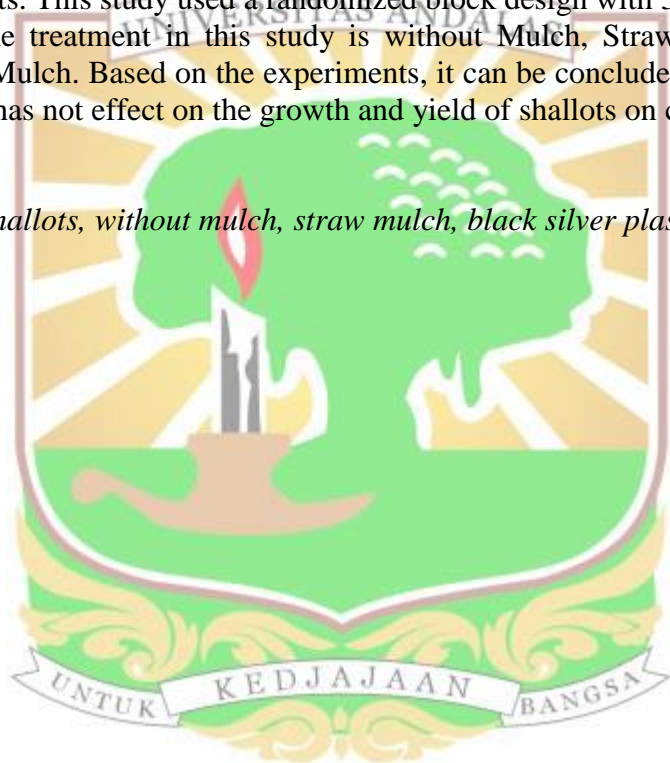 ts. This study used a randomized block design with
UNIVERSITAS ANDALAS
e treatment in this study is without Mulch, Straw
Mulch. Based on the experiments, it can be conclude
has not effect on the growth and yield of shallots on
hallots, without mulch, straw mulch, black silver plas
UNTUK KEDJAJAAN BANGSA